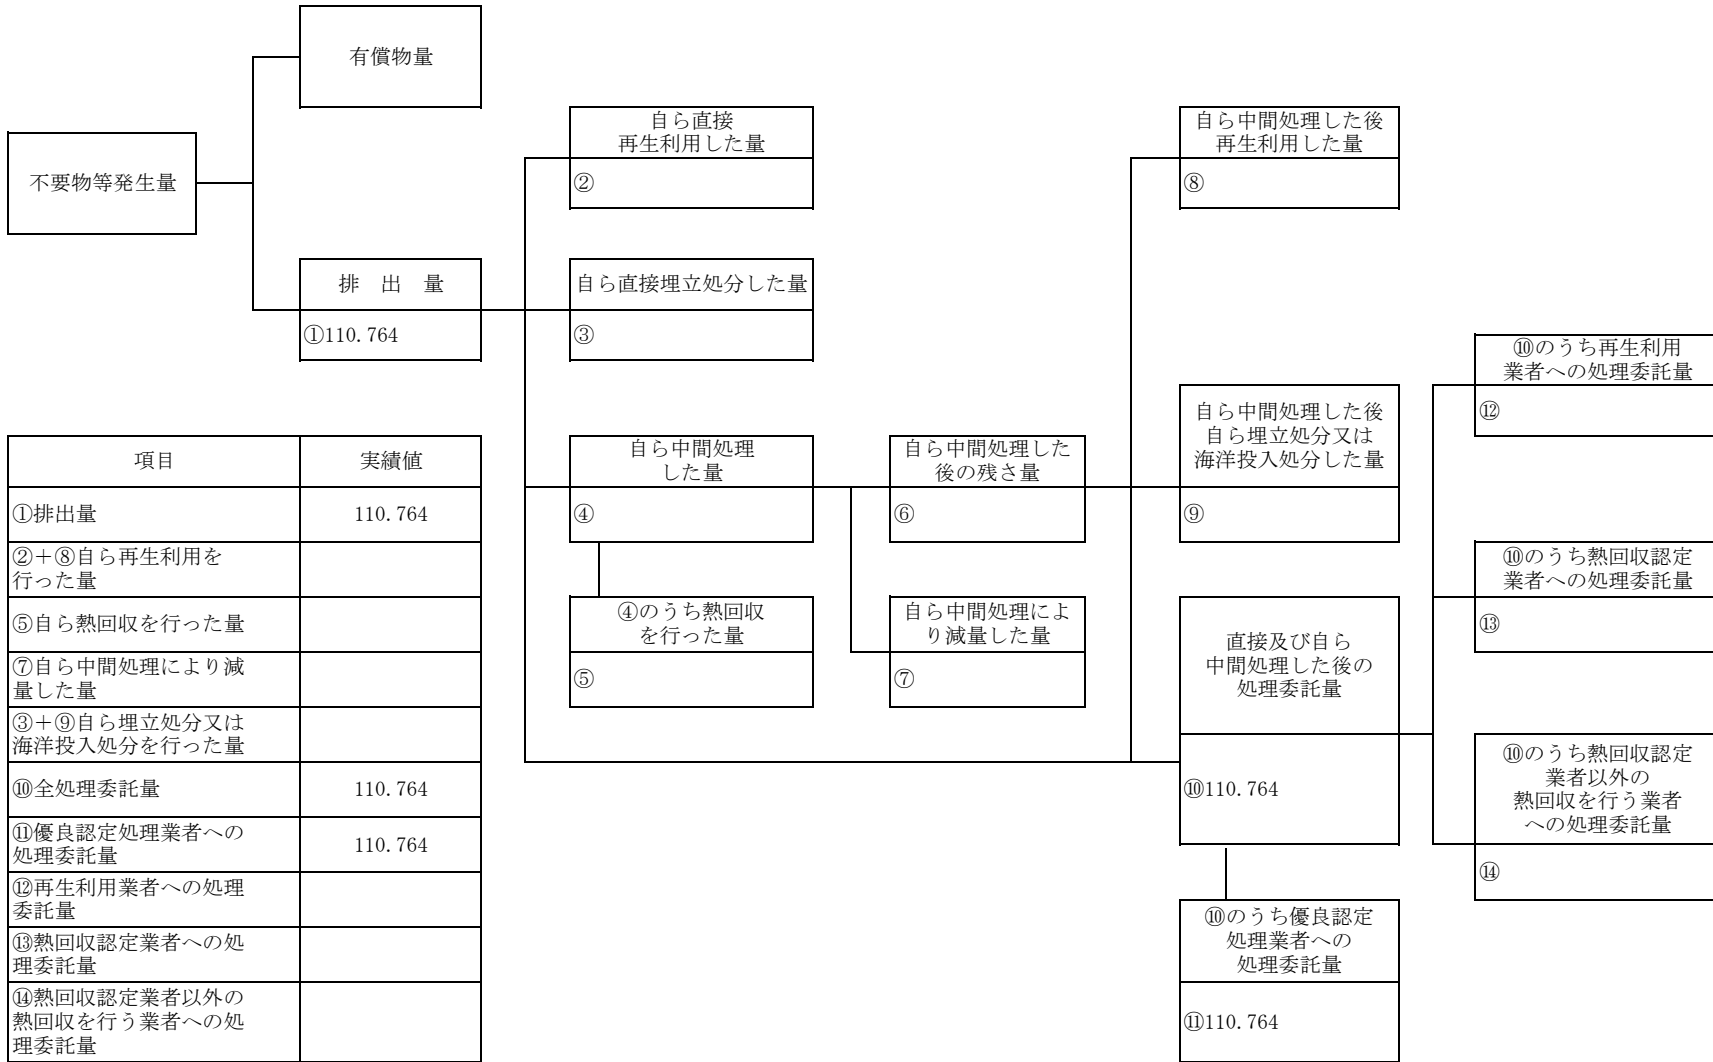 有償物量
不要物等発生量
排　出　量
①110.764
自ら直接
再生利用した量
②
自ら直接埋立処分した量
③
自ら中間処理
した量
④
④のうち熱回収
を行った量
⑤
自ら中間処理した
後の残さ量
⑥
自ら中間処理によ
り減量した量
⑦
自ら中間処理した後
再生利用した量
⑧
自ら中間処理した後
自ら埋立処分又は
海洋投入処分した量
⑨
直接及び自ら
中間処理した後の
処理委託量
⑩110.764
⑩のうち優良認定
処理業者への
処理委託量
⑪110.764
⑩のうち再生利用
業者への処理委託量
⑫
⑩のうち熱回収認定
業者への処理委託量
⑬
⑩のうち熱回収認定
業者以外の
熱回収を行う業者
への処理委託量
⑭
項目　実績値
①排出量　110.764
②＋⑧自ら再生利用を
行った量
⑤自ら熱回収を行った量
⑦自ら中間処理により減
量した量
③＋⑨自ら埋立処分又は
海洋投入処分を行った量
⑩全処理委託量　110.764
⑪優良認定処理業者への
処理委託量　110.764
⑫再生利用業者への処理
委託量
⑬熱回収認定業者への処
理委託量
⑭熱回収認定業者以外の
熱回収を行う業者への処
理委託量